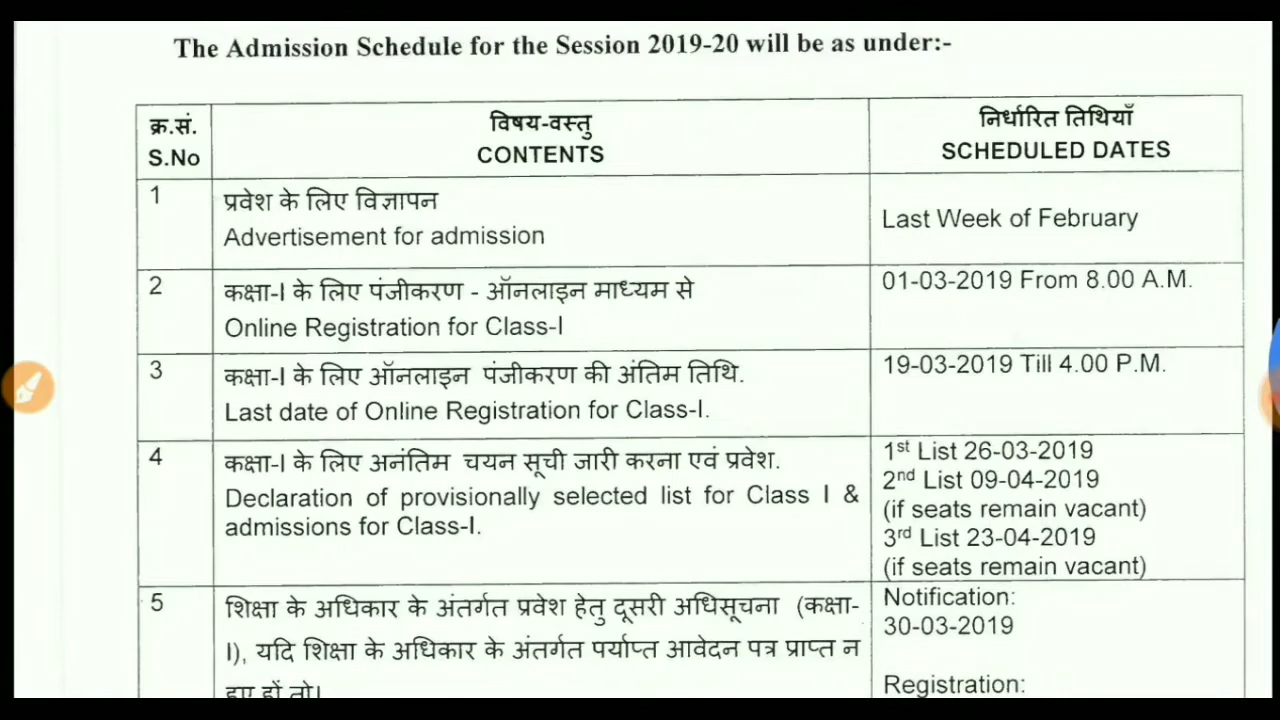 The Admission Schedule for the Session 2019-20 will be as under:-
क्र.सं.
S.No
विषय-वस्तु
CONTENTS
निर्धारित तिथियाँ
SCHEDULED DATES
1
प्रवेश के लिए विज्ञापन
Advertisement for admission
Last Week of February
2
कक्षा-I के लिए पंजीकरण - ऑनलाइन माध्यम से
Online Registration for Class-I
01-03-2019 From 8.00 A.M.
3
कक्षा-I के लिए ऑनलाइन पंजीकरण की अंतिम तिथि.
Last date of Online Registration for Class-I.
19-03-2019 Till 4.00 P.M.
4
कक्षा-I के लिए अनंतिम चयन सूची जारी करना एवं प्रवेश.
Declaration of provisionally selected list for Class I &
admissions for Class-I.
1st List 26-03-2019
2nd List 09-04-2019
(if seats remain vacant)
3rd List 23-04-2019
(if seats remain vacant)
5
शिक्षा के अधिकार के अंतर्गत प्रवेश हेतु दूसरी अधिसूचना (कक्षा-
I), यदि शिक्षा के अधिकार के अंतर्गत पर्याप्त आवेदन पत्र प्राप्त न
हुए हों तो।
Notification:
30-03-2019
Registration: